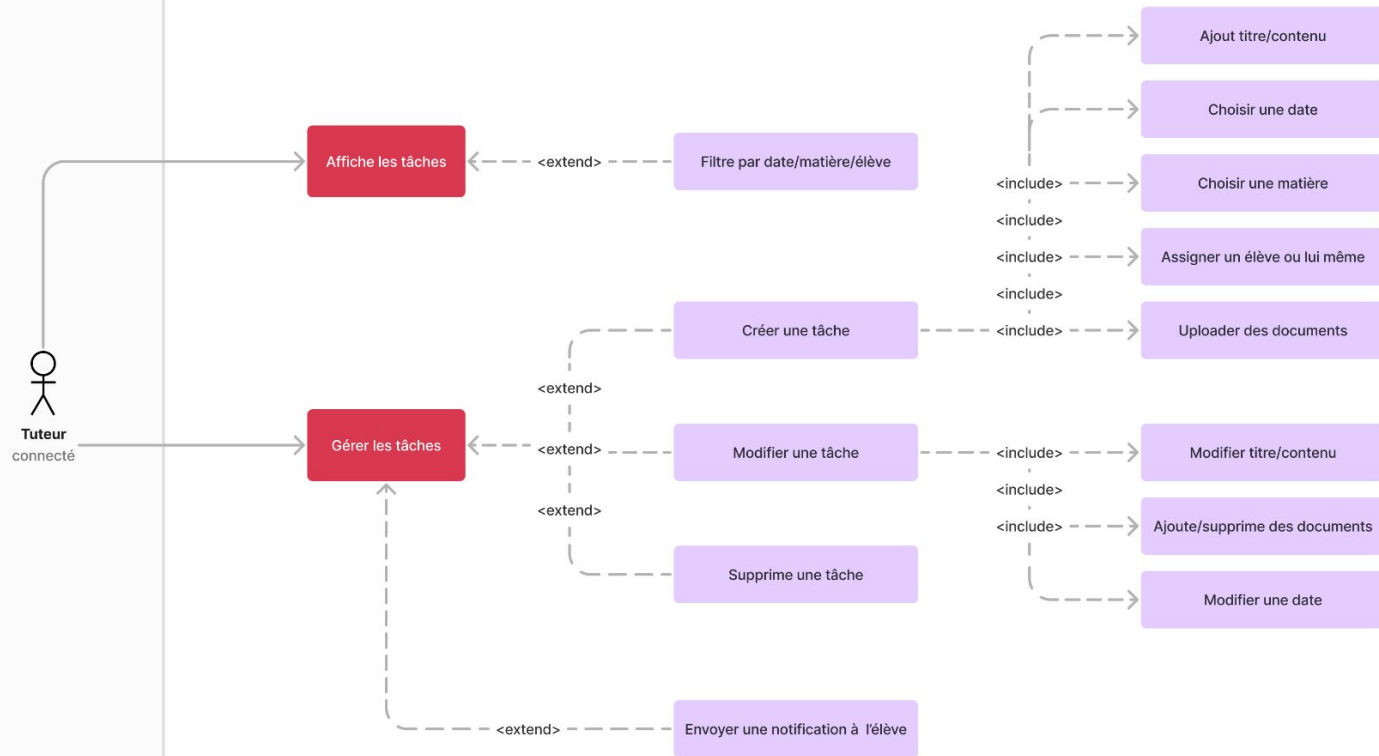 Ajout titre/contenu
Choisir une date
Affiche les tâches
<extend>
Filtre par date/matière/élève
<include>
Choisir une matière
<include>
<include>
Assigner un élève ou lui même
<include>
Créer une tâche
<include>
Uploader des documents
<extend>
Tuteur
connecté
Gérer les tâches
<extend>
Modifier une tâche
<include>
Modifier titre/contenu
<include>
<extend>
<include>
Ajoute/supprime des documents
Supprime une tâche
Modifier une date
<extend>
Envoyer une notification à l'élève